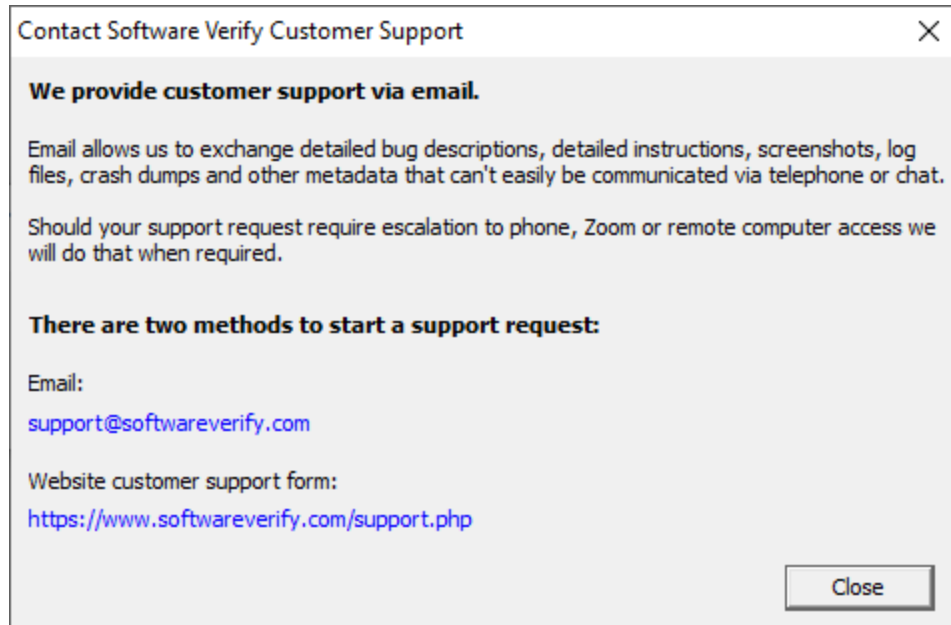 Contact Software Verify Customer Support
We provide customer support via email.
Email allows us to exchange detailed bug descriptions, detailed instructions, screenshots, log
files, crash dumps and other metadata that can't easily be communicated via telephone or chat.
Should your support request require escalation to phone, Zoom or remote computer access we
will do that when required.
There are two methods to start a support request:
Email:
support@softwareverify.com
Website customer support form:
https://www.softwareverify.com/support.php
Close